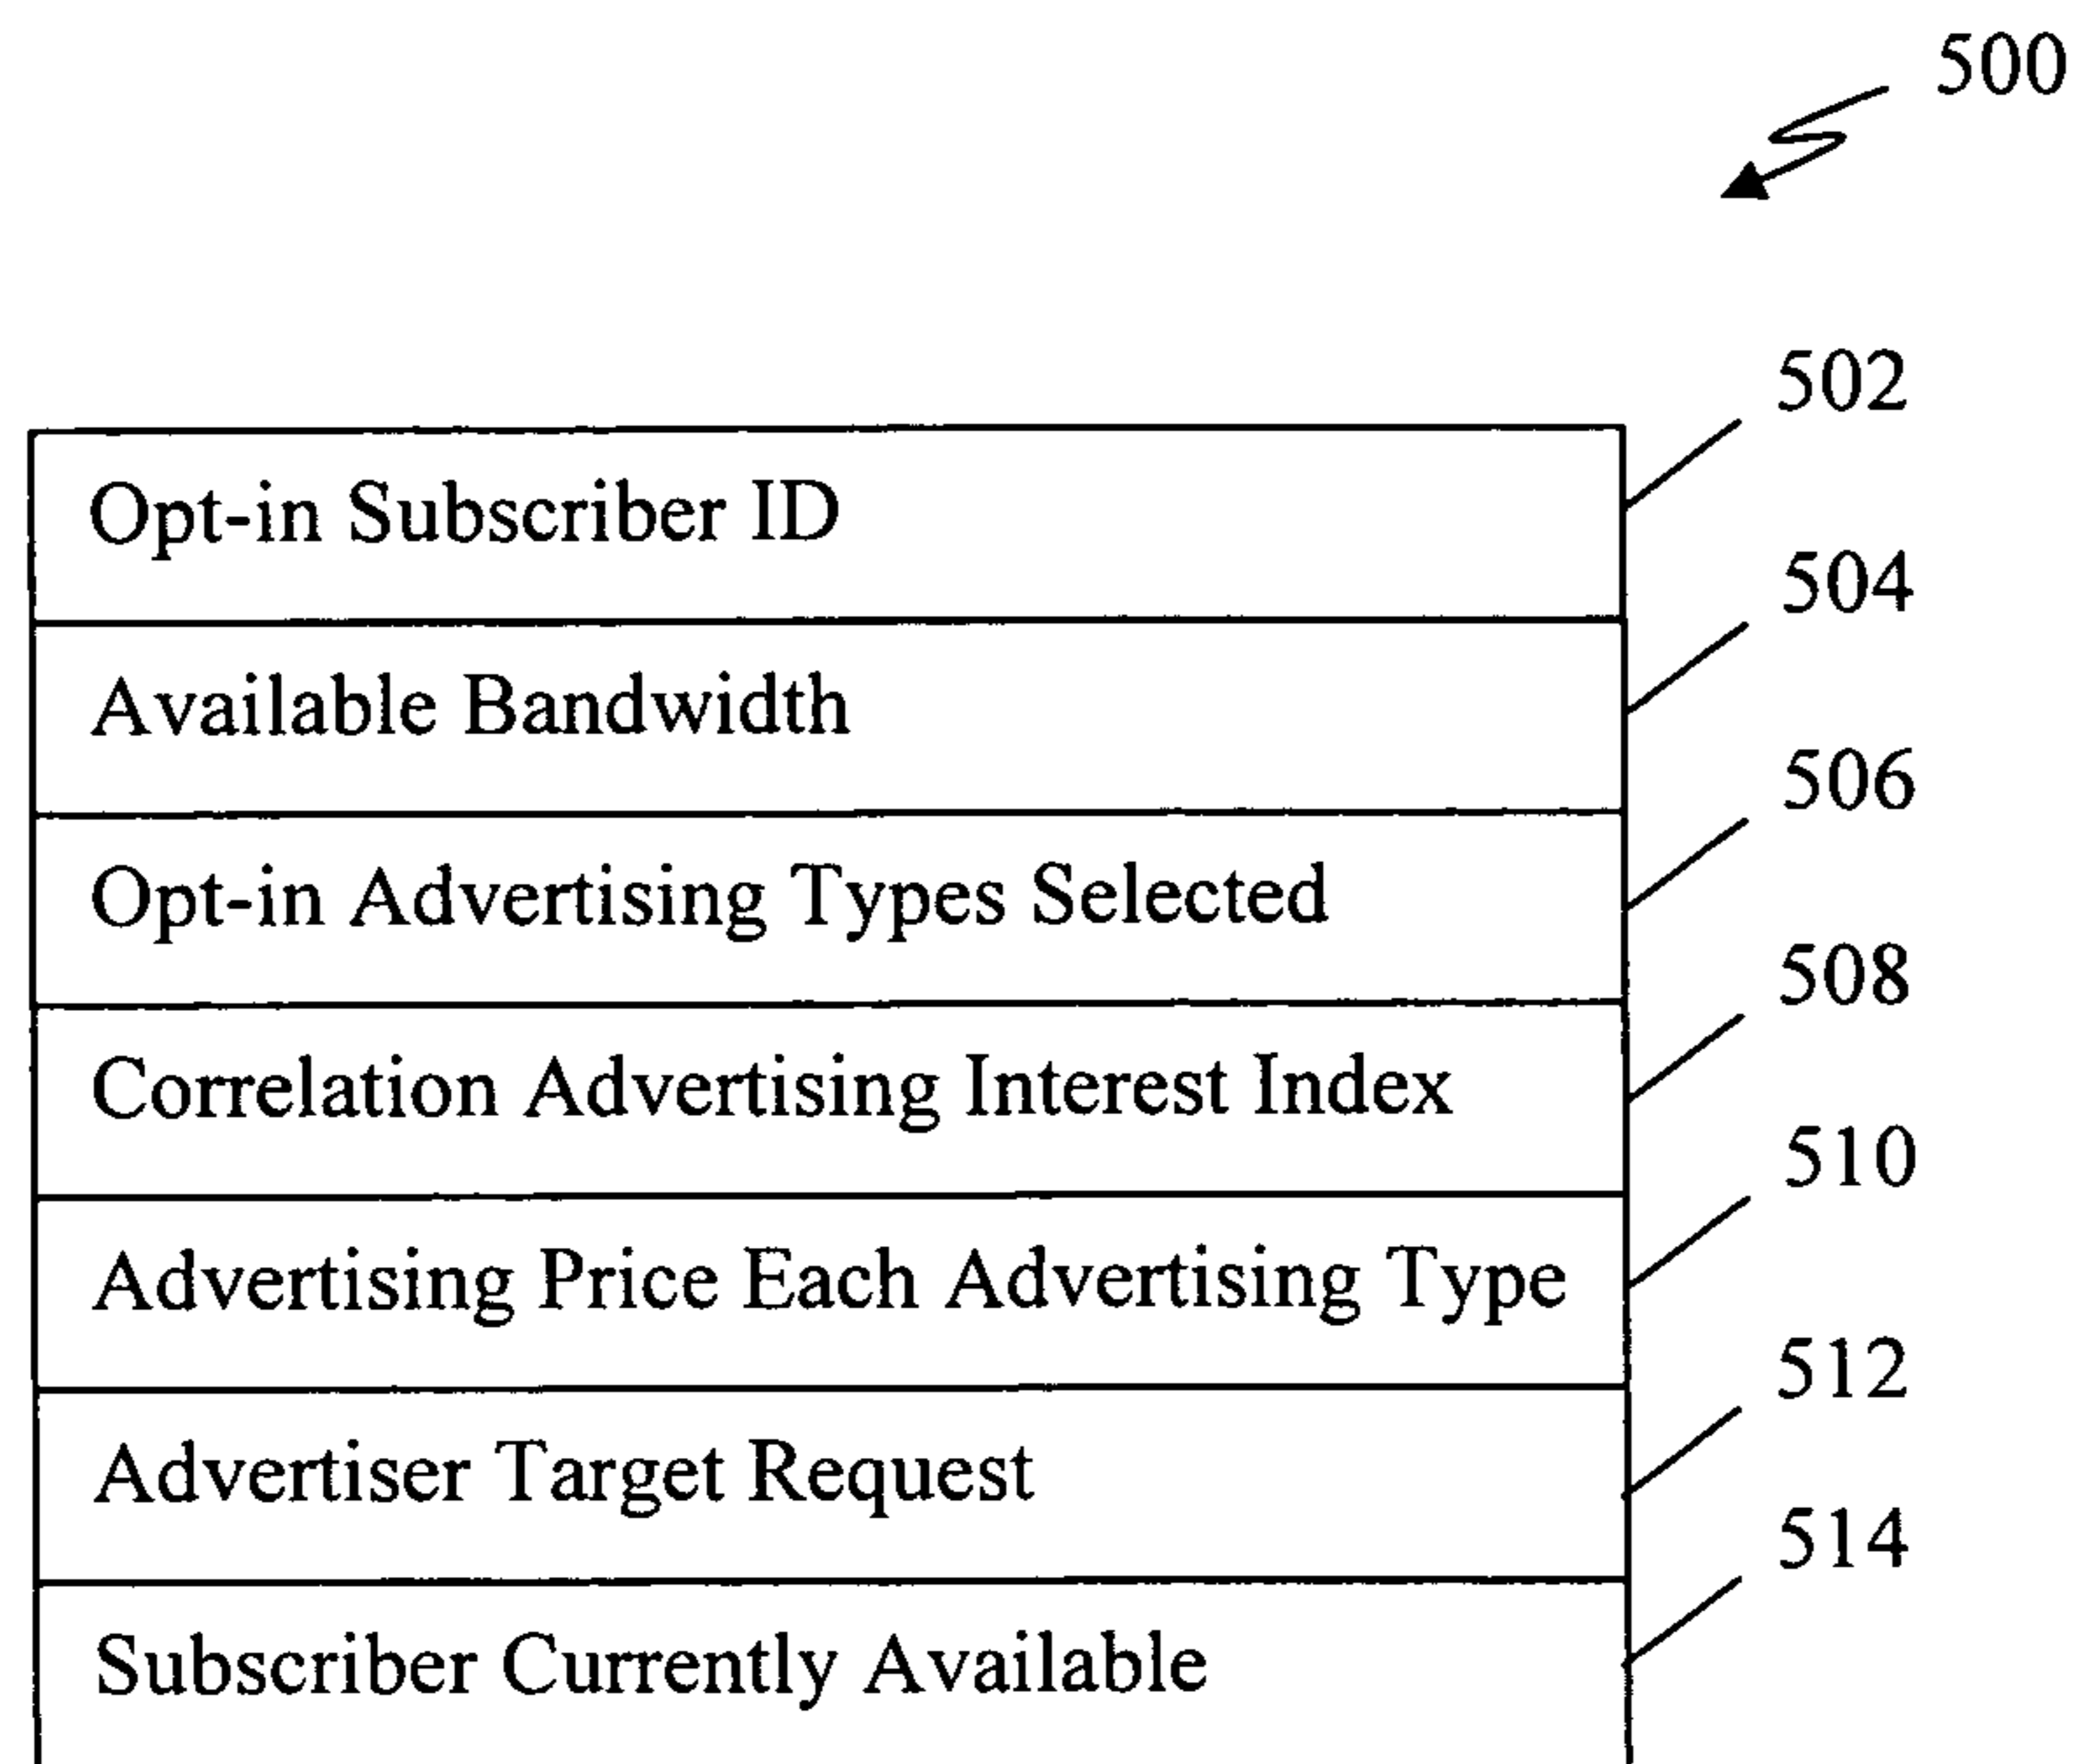 500
502
Opt-in Subscriber ID
504
Available Bandwidth
506
Opt-in Advertising Types Selected
508
Correlation Advertising Interest Index
510
Advertising Price Each Advertising Type
512
Advertiser Target Request
514
Subscriber Currently Available